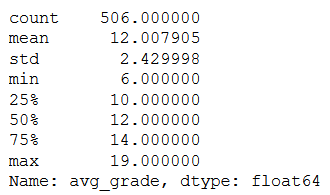 count    506.000000
mean      12.007905
std        2.429998
min        6.000000
25%       10.000000
50%       12.000000
75%       14.000000
max       19.000000
Name: avg_grade, dtype: float64